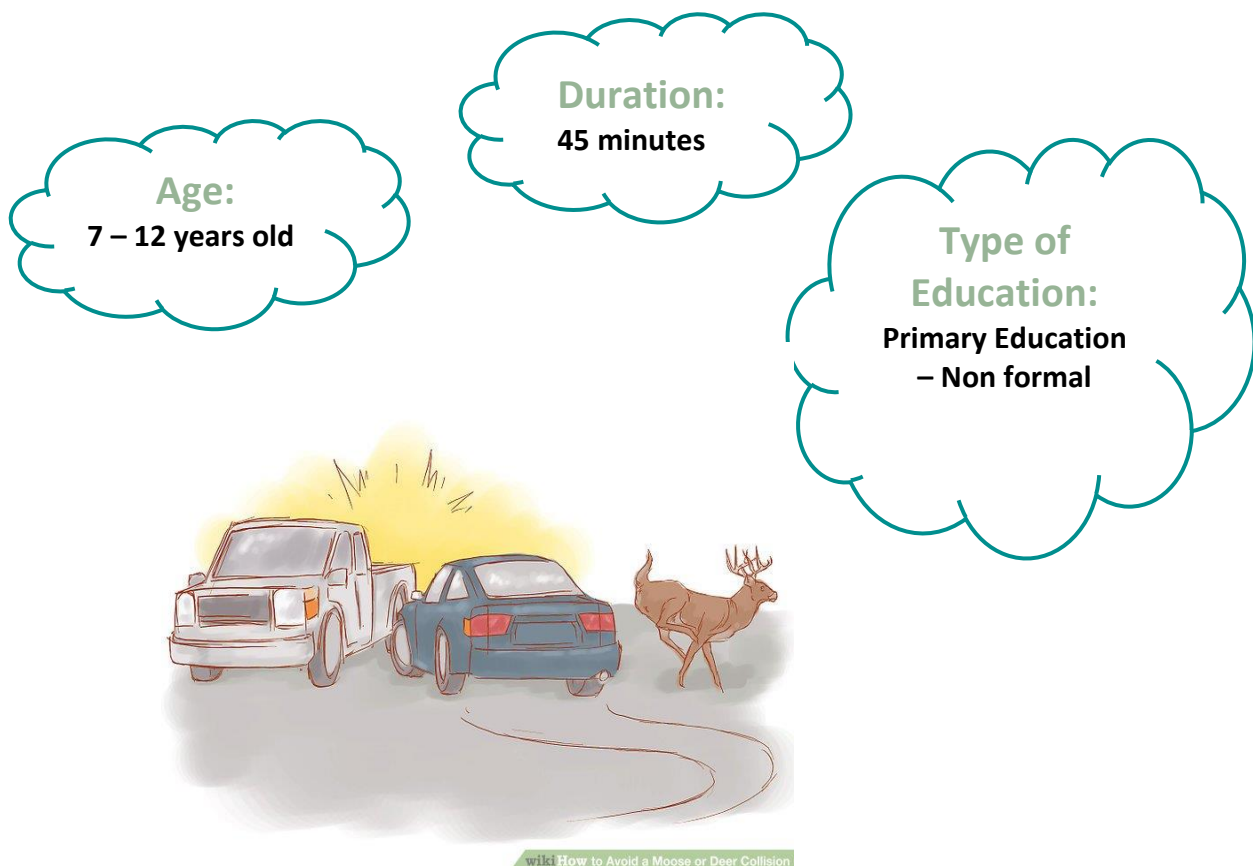 Duration:
45 minutes
Age:
7 – 12 years old
Type of
Education:
Primary Education
– Non formal
wikiHow to Avoid a Moose or Deer Collision